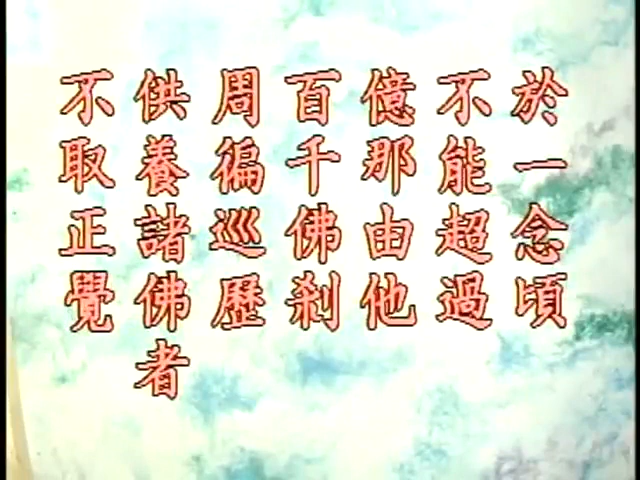 於一念頃
不能超過
億那由他
百千佛剎
周徧巡歷
供養諸佛者
不取正覺